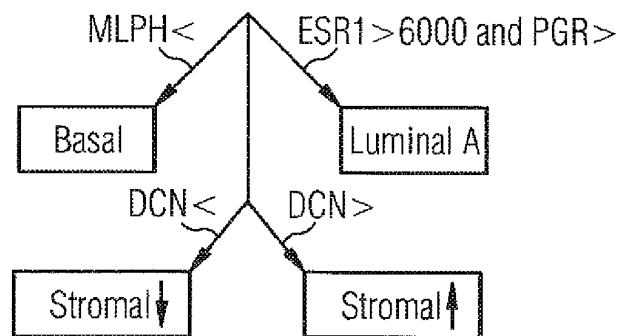 MLPH< ESR1>6000 and PGR>
Basal Luminal A
DCN< DCN>
Stromal↓ Stromal↑